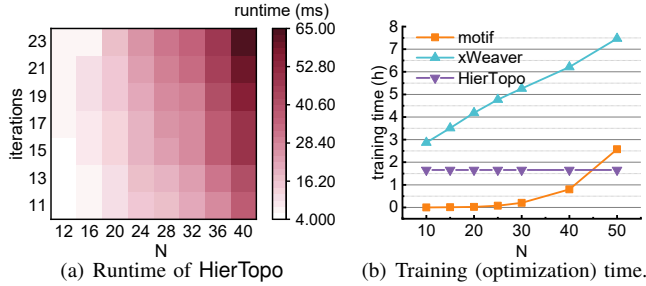 runtime (ms)
65.00
52.80
40.60
28.40
16.20
4.000
23
21
19
17
15
13
11
iterations
12 16 20 24 28 32 36 40
N
(a) Runtime of HierTopo
motif
xWeaver
HierTopo
8
7
6
5
4
3
2
1
0
training time (h)
10 20 30 40 50
N
(b) Training (optimization) time.